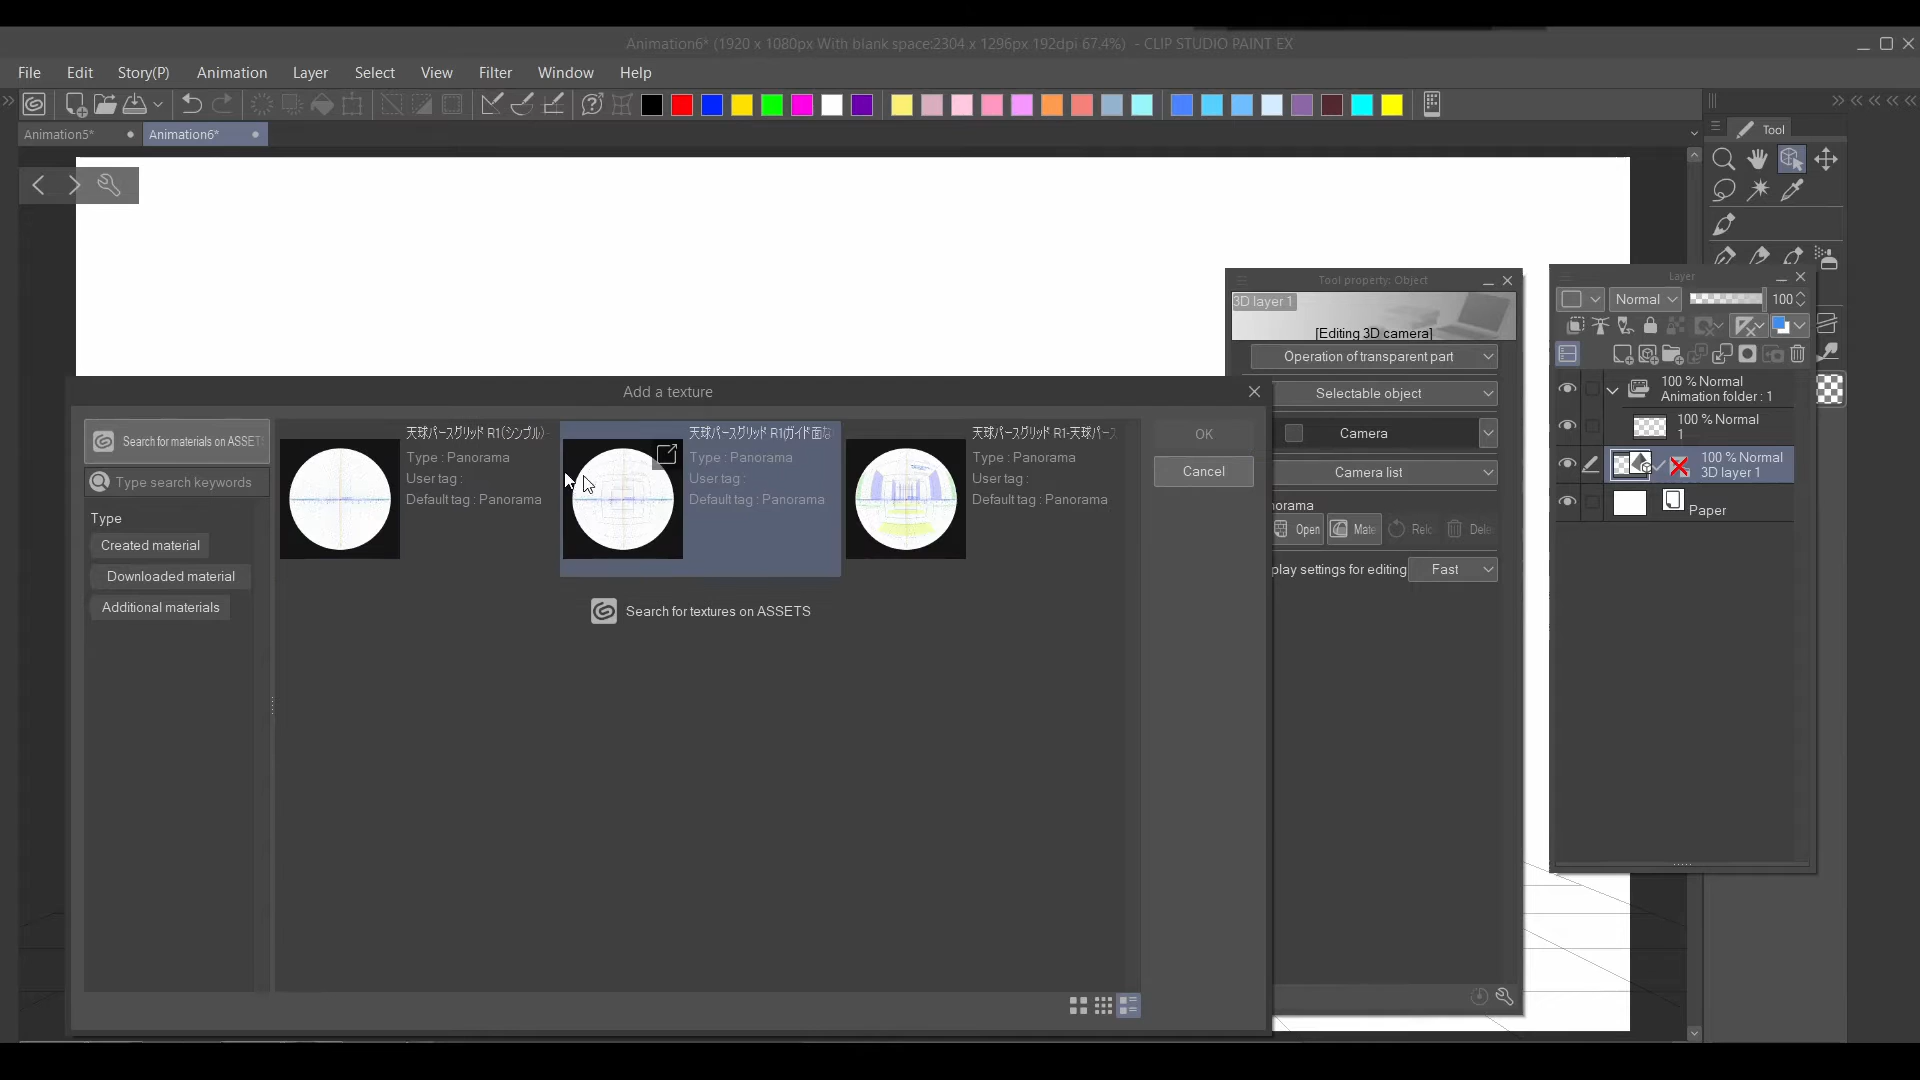 Animation6* (1920 x 1080px With blank space:2304 x 1296px 192dpi 67.4%) - CLIP STUDIO PAINT EX
File Edit Story(P) Animation Layer Select View Filter Window Help
Animation5* Animation6*
Tool
Tool property: Object
3D layer 1
[Editing 3D camera]
Operation of transparent part
Selectable object
Camera
Camera list
norama
Open Mate Relo Dele
play settings for editing Fast
Layer
Normal 100
100 % Normal
Animation folder : 1
100 % Normal
1
100 % Normal
3D layer 1
Paper
Add a texture
Search for materials on ASSET
Type search keywords
Type
Created material
Downloaded material
Additional materials
天球パースグリッド R1(シンプル)-
Type : Panorama
User tag :
Default tag : Panorama
天球パースグリッド R1(ガイド面な
Type : Panorama
User tag :
Default tag : Panorama
天球パースグリッド R1-天球パース
Type : Panorama
User tag :
Default tag : Panorama
Search for textures on ASSETS
OK
Cancel